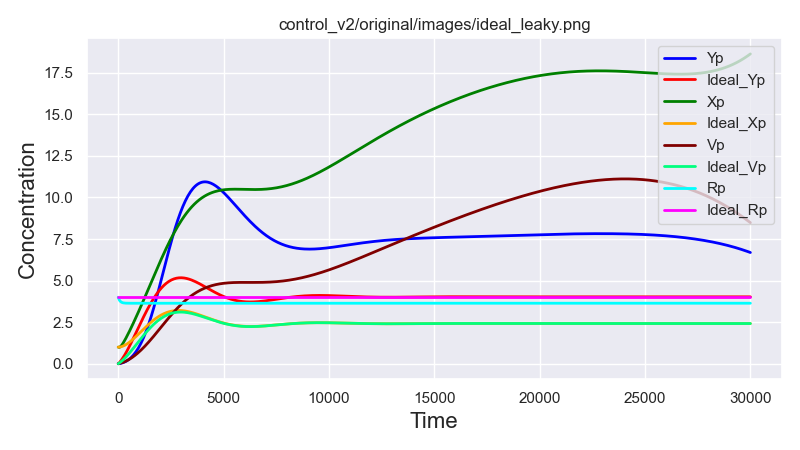 control_v2/original/images/ideal_leaky.png
Concentration
17.5
15.0
12.5
10.0
7.5
5.0
2.5
0.0
Yp
Ideal_Yp
Xp
Ideal_Xp
Vp
Ideal_Vp
Rp
Ideal_Rp
0 5000 10000 15000 20000 25000 30000
Time